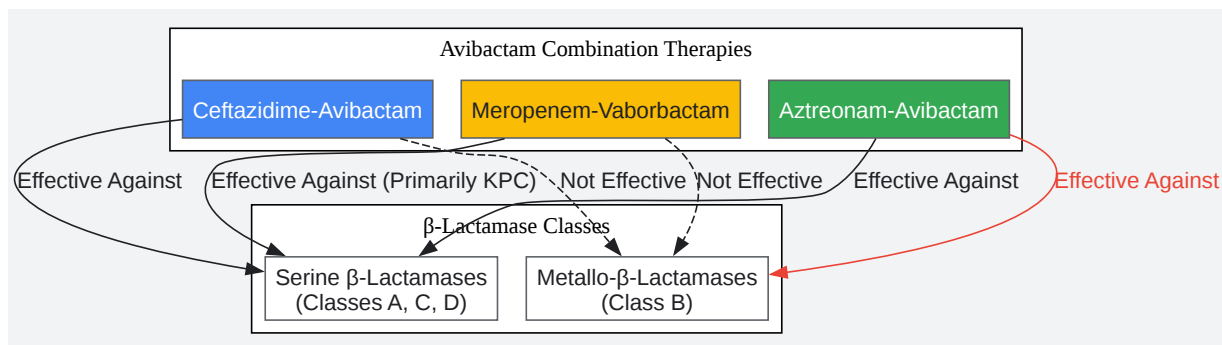 Avibactam Combination Therapies
Ceftazidime-Avibactam
Meropenem-Vaborbactam
Aztreonam-Avibactam
Effective Against
Effective Against (Primarily KPC)
Not Effective
Not Effective
Effective Against
Effective Against
β-Lactamase Classes
Serine β-Lactamases
(Classes A, C, D)
Metallo-β-Lactamases
(Class B)